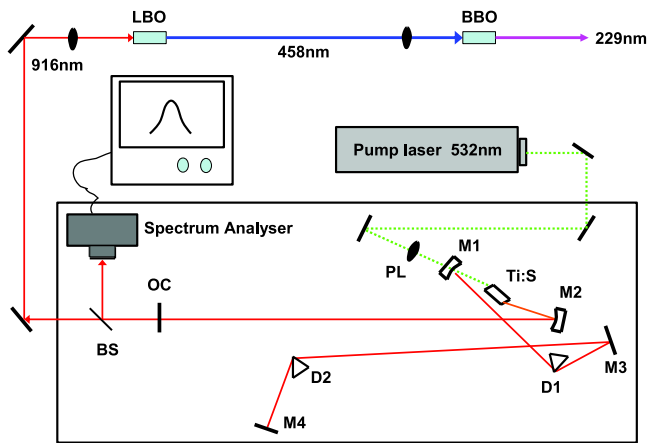 LBO
BBO
916nm
458nm
229nm
Pump laser 532nm
Spectrum Analyser
M1
PL
Ti:S
M2
OC
BS
D2
D1
M3
M4